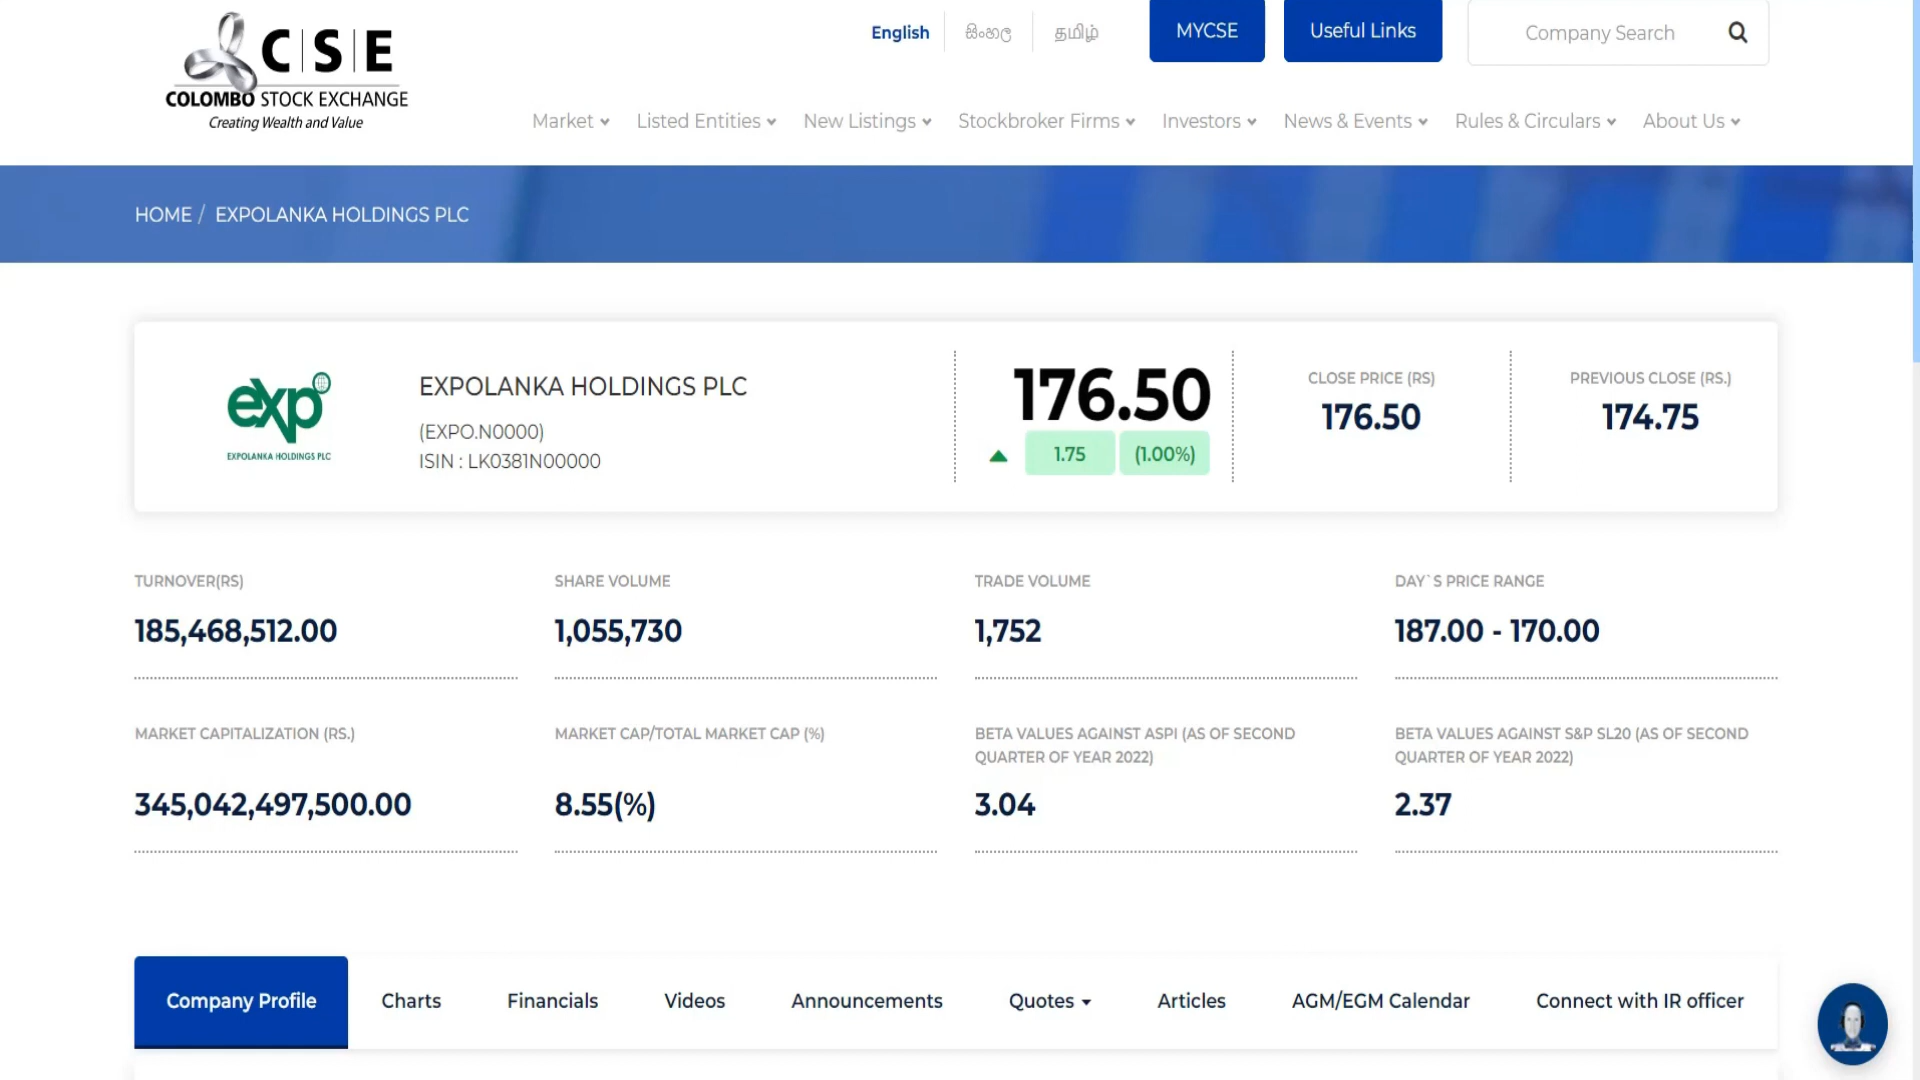 C|S|E
COLOMBO STOCK EXCHANGE
Creating Wealth and Value
English
සිංහල
தமிழ்
MYCSE
Useful Links
Company Search
Market
Listed Entities
New Listings
Stockbroker Firms
Investors
News & Events
Rules & Circulars
About Us
HOME / EXPOLANKA HOLDINGS PLC
exp
EXPOLANKA HOLDINGS PLC
EXPOLANKA HOLDINGS PLC
(EXPO.N0000)
ISIN : LK0381N00000
176.50
1.75 (1.00%)
CLOSE PRICE (RS)
176.50
PREVIOUS CLOSE (RS.)
174.75
TURNOVER(RS)
185,468,512.00
SHARE VOLUME
1,055,730
TRADE VOLUME
1,752
DAY`S PRICE RANGE
187.00 - 170.00
MARKET CAPITALIZATION (RS.)
345,042,497,500.00
MARKET CAP/TOTAL MARKET CAP (%)
8.55(%)
BETA VALUES AGAINST ASPI (AS OF SECOND
QUARTER OF YEAR 2022)
3.04
BETA VALUES AGAINST S&P SL20 (AS OF SECOND
QUARTER OF YEAR 2022)
2.37
Company Profile
Charts
Financials
Videos
Announcements
Quotes
Articles
AGM/EGM Calendar
Connect with IR officer